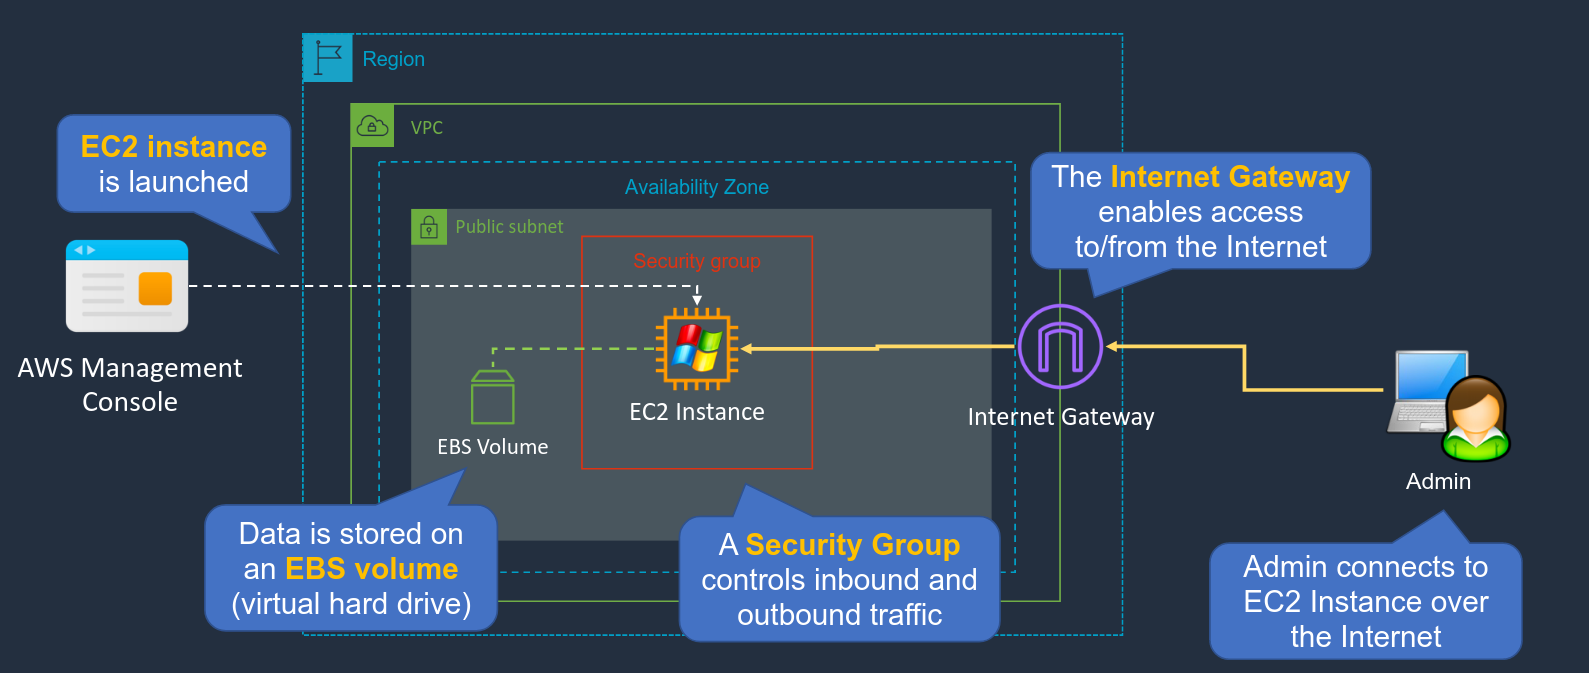 Region
VPC
EC2 instance
is launched
Availability Zone
The Internet Gateway
enables access
to/from the Internet
Public subnet
Security group
AWS Management
Console
EC2 Instance
Internet Gateway
EBS Volume
Admin
Data is stored on
an EBS volume
(virtual hard drive)
A Security Group
controls inbound and
outbound traffic
Admin connects to
EC2 Instance over
the Internet